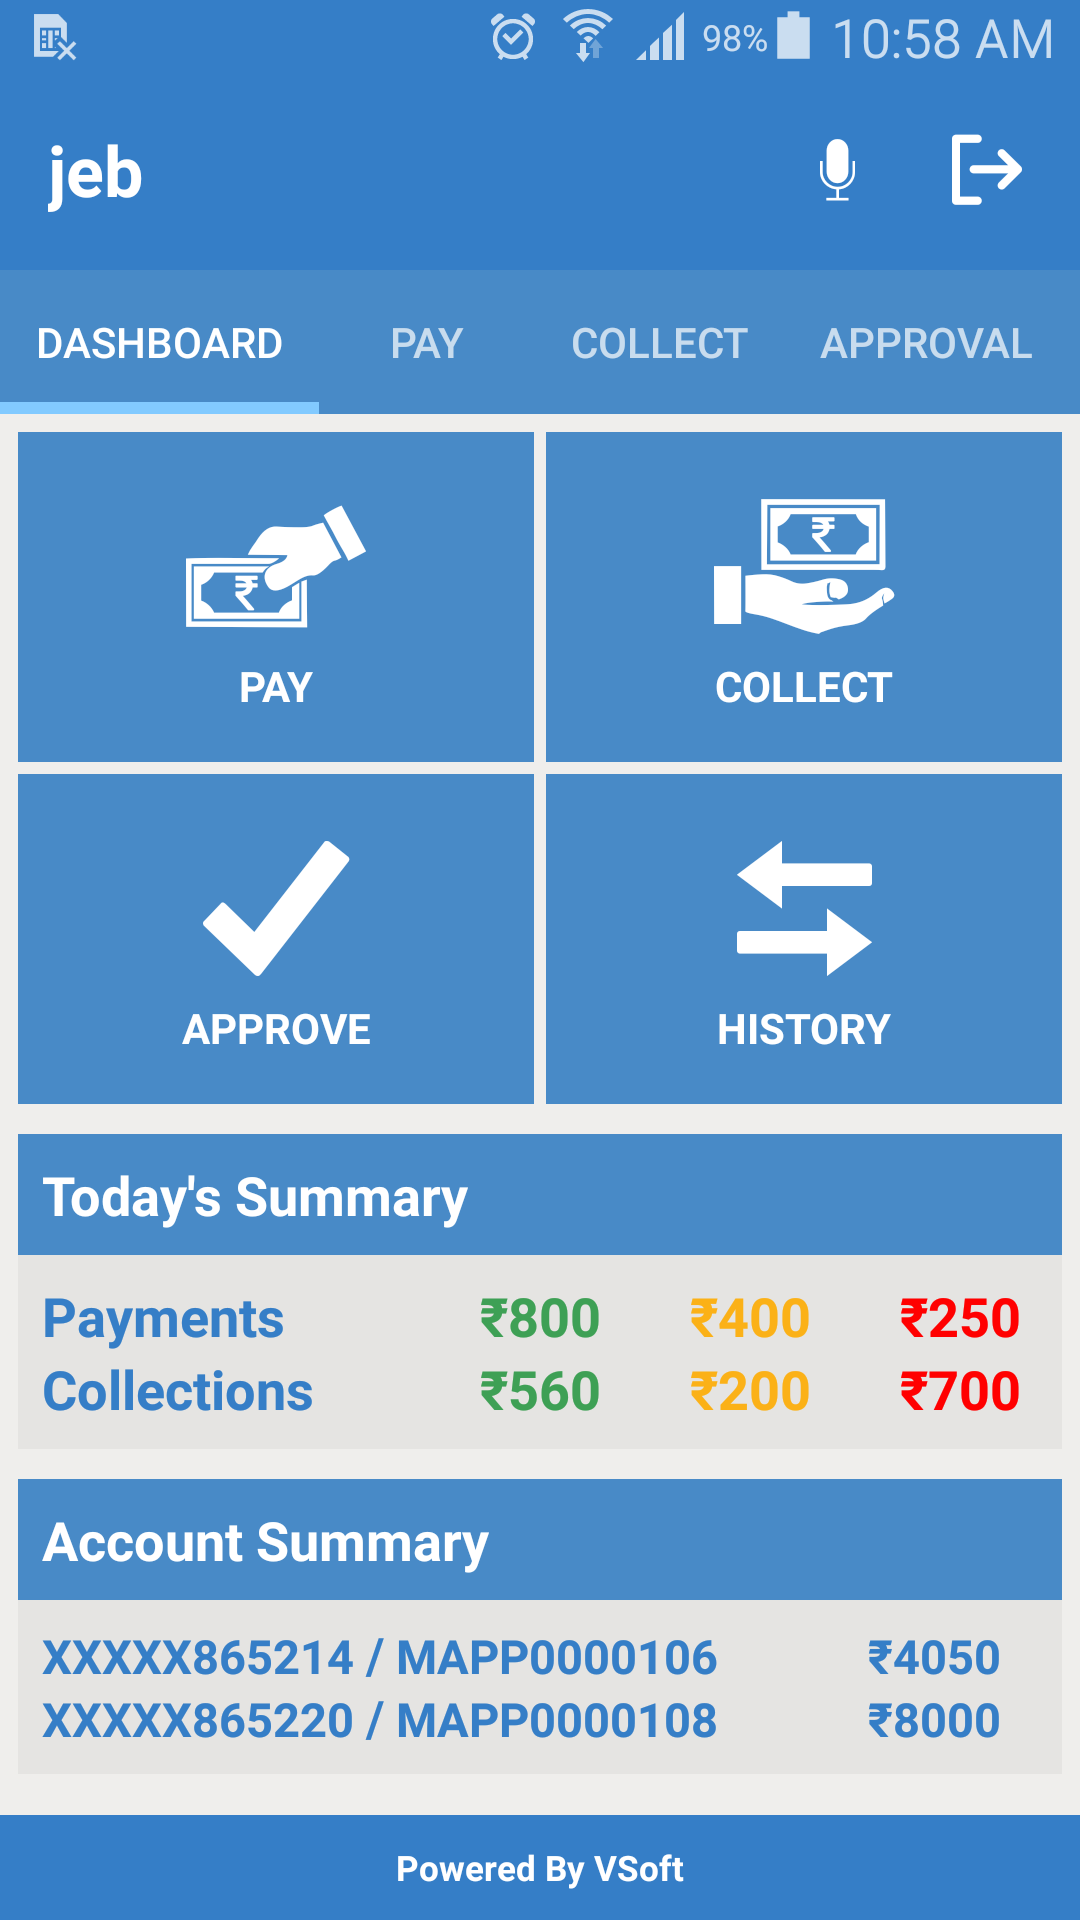 98% 10:58 AM
jeb
DASHBOARD PAY COLLECT APPROVAL
₹ ₹
PAY COLLECT
APPROVE HISTORY
Today's Summary
Payments ₹800 ₹400 ₹250
Collections ₹560 ₹200 ₹700
Account Summary
XXXXX865214 / MAPP0000106 ₹4050
XXXXX865220 / MAPP0000108 ₹8000
Powered By VSoft